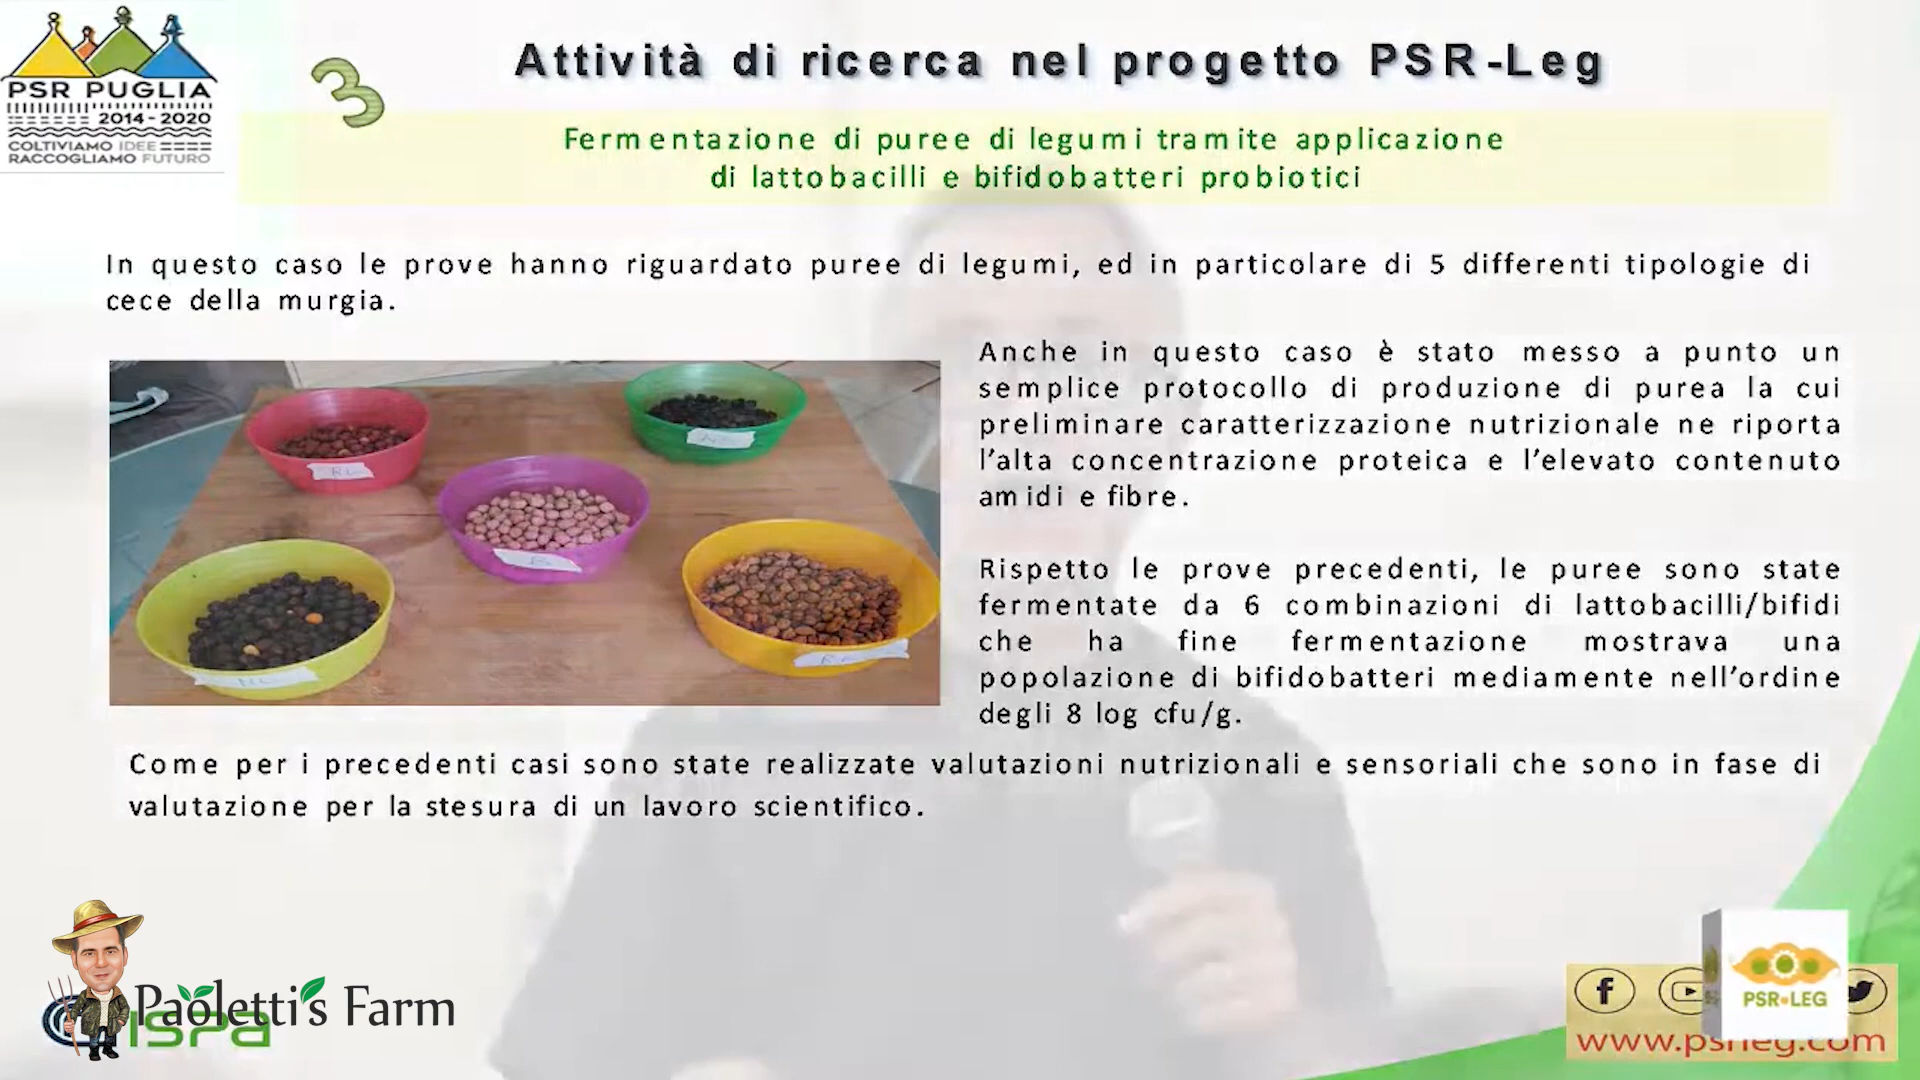 PSR PUGLIA
2014 - 2020
COLTIVIAMO IDEE
RACCOGLIAMO FUTURO
3
Attività di ricerca nel progetto PSR-Leg
Fermentazione di puree di legumi tramite applicazione
di lattobacilli e bifidobatteri probiotici
In questo caso le prove hanno riguardato puree di legumi, ed in particolare di 5 differenti tipologie di
cece della murgia.
Anche in questo caso è stato messo a punto un
semplice protocollo di produzione di purea la cui
preliminare caratterizzazione nutrizionale ne riporta
l'alta concentrazione proteica e l'elevato contenuto
amidi e fibre.
Rispetto le prove precedenti, le puree sono state
fermentate da 6 combinazioni di lattobacilli/bifidi
che ha fine fermentazione mostrava una
popolazione di bifidobatteri mediamente nell'ordine
degli 8 log cfu/g.
RL
Come per i precedenti casi sono state realizzate valutazioni nutrizionali e sensoriali che sono in fase di
valutazione per la stesura di un lavoro scientifico.
Paoletti's Farm
ispa
PSR LEG